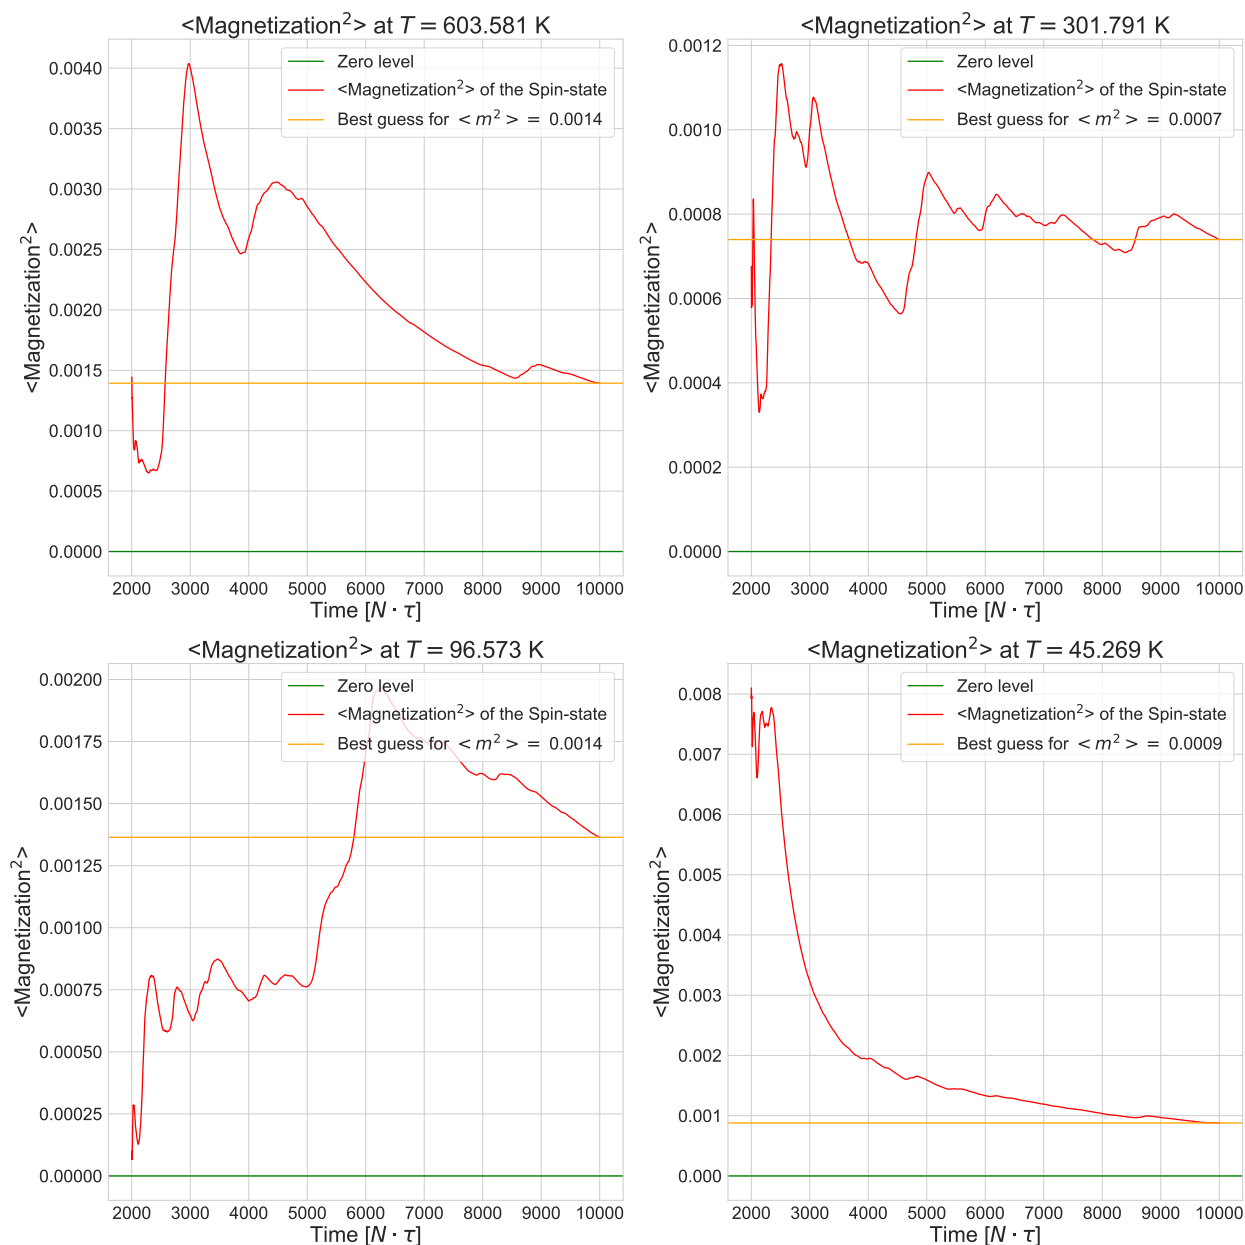 <Magnetization²> at T = 603.581 K
Zero level
<Magnetization²> of the Spin-state
Best guess for < m² > = 0.0014
0.0040
0.0035
0.0030
0.0025
0.0020
0.0015
0.0010
0.0005
0.0000
<Magnetization²>
2000 3000 4000 5000 6000 7000 8000 9000 10000
Time [N · τ]
<Magnetization²> at T = 301.791 K
Zero level
<Magnetization²> of the Spin-state
Best guess for < m² > = 0.0007
0.0012
0.0010
0.0008
0.0006
0.0004
0.0002
0.0000
<Magnetization²>
2000 3000 4000 5000 6000 7000 8000 9000 10000
Time [N · τ]
<Magnetization²> at T = 96.573 K
Zero level
<Magnetization²> of the Spin-state
Best guess for < m² > = 0.0014
0.00200
0.00175
0.00150
0.00125
0.00100
0.00075
0.00050
0.00025
0.00000
<Magnetization²>
2000 3000 4000 5000 6000 7000 8000 9000 10000
Time [N · τ]
<Magnetization²> at T = 45.269 K
Zero level
<Magnetization²> of the Spin-state
Best guess for < m² > = 0.0009
0.008
0.007
0.006
0.005
0.004
0.003
0.002
0.001
0.000
<Magnetization²>
2000 3000 4000 5000 6000 7000 8000 9000 10000
Time [N · τ]